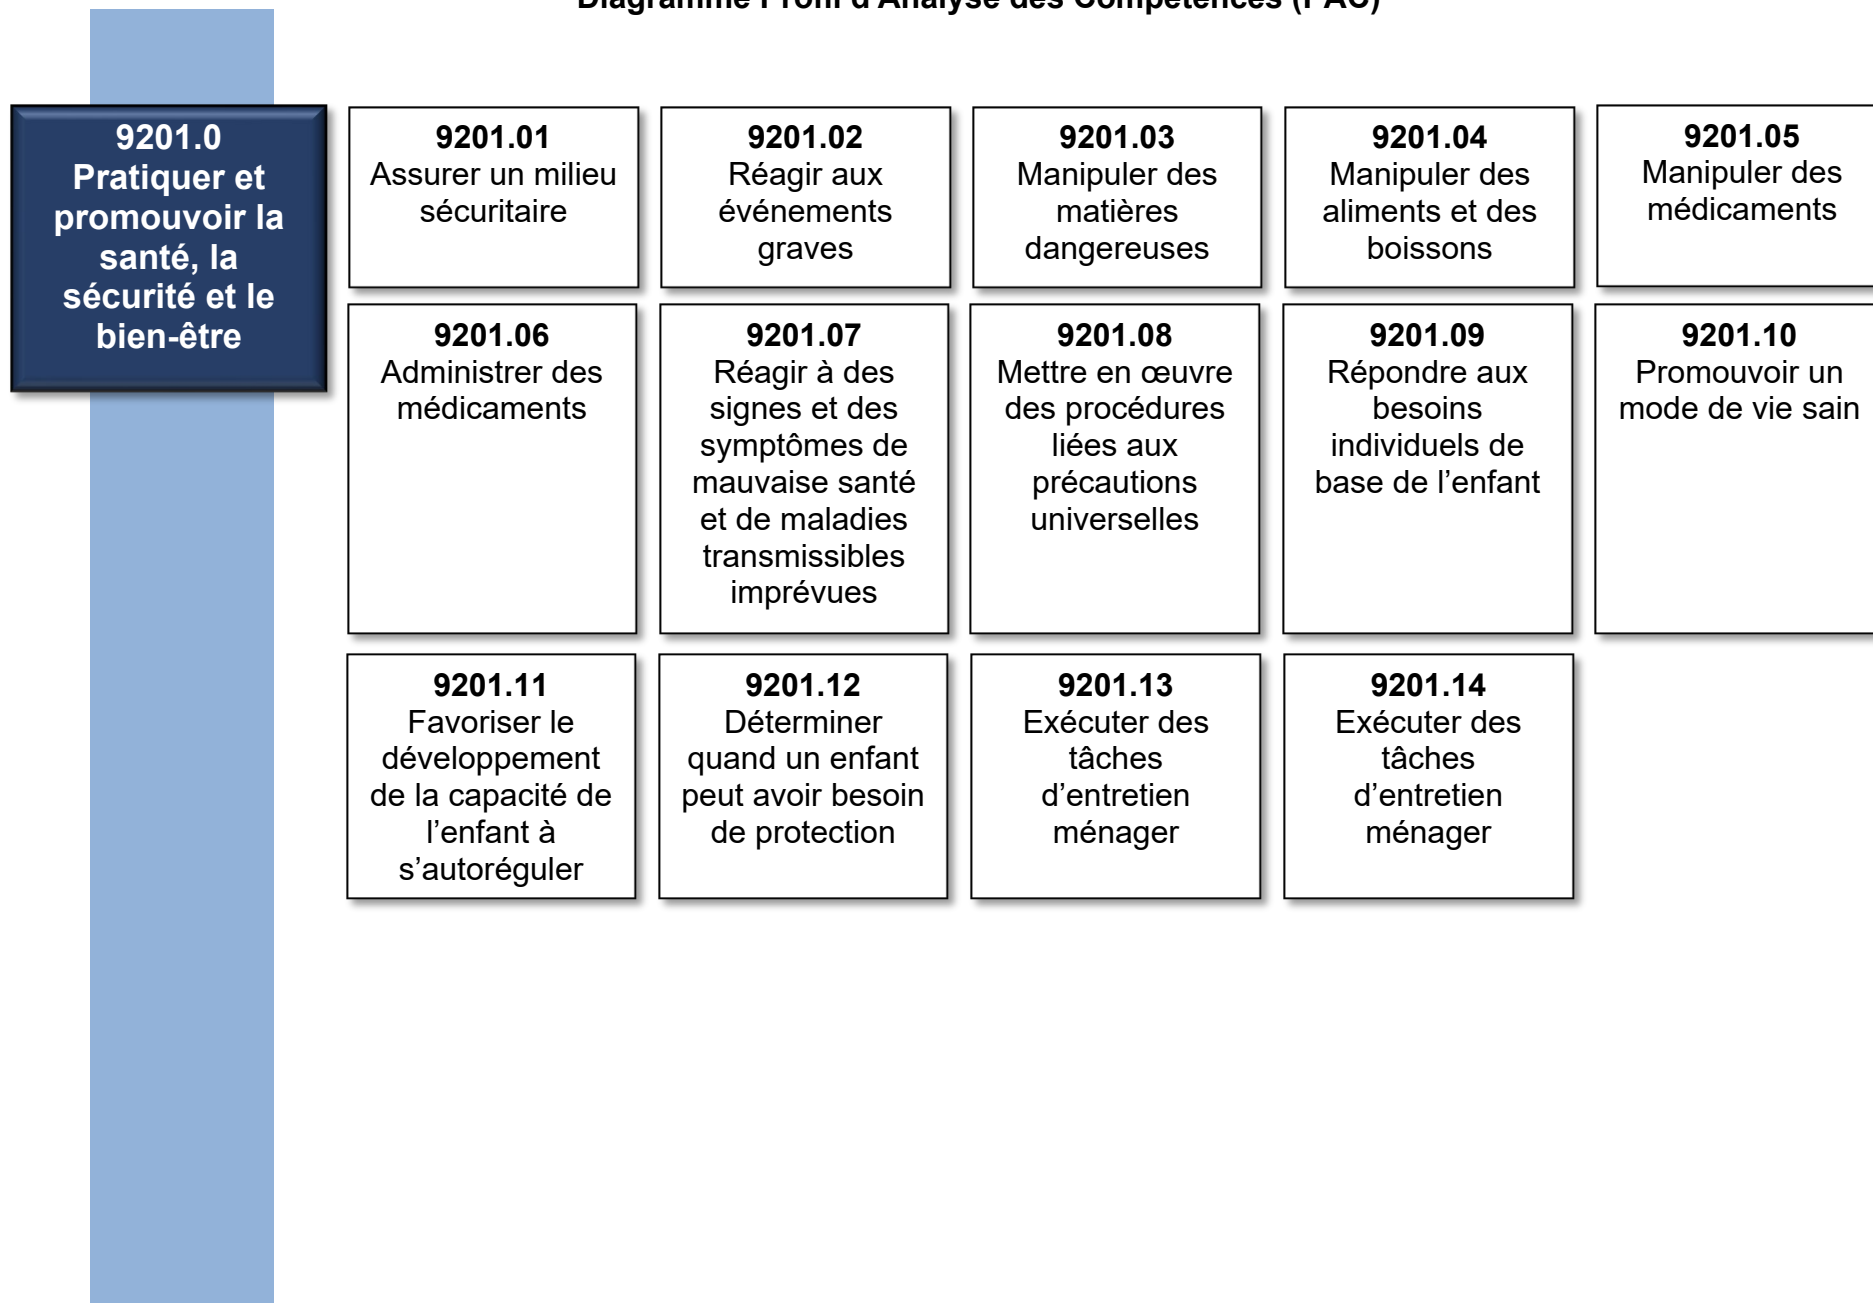 Diagramme Profil d'Analyse des Compétences (PAC)
9201.0
Pratiquer et
promouvoir la
santé, la
sécurité et le
bien-être
9201.01
Assurer un milieu
sécuritaire
9201.02
Réagir aux
événements
graves
9201.03
Manipuler des
matières
dangereuses
9201.04
Manipuler des
aliments et des
boissons
9201.05
Manipuler des
médicaments
9201.06
Administrer des
médicaments
9201.07
Réagir à des
signes et des
symptômes de
mauvaise santé
et de maladies
transmissibles
imprévues
9201.08
Mettre en œuvre
des procédures
liées aux
précautions
universelles
9201.09
Répondre aux
besoins
individuels de
base de l’enfant
9201.10
Promouvoir un
mode de vie sain
9201.11
Favoriser le
développement
de la capacité de
l’enfant à
s’autoréguler
9201.12
Déterminer
quand un enfant
peut avoir besoin
de protection
9201.13
Exécuter des
tâches
d’entretien
ménager
9201.14
Exécuter des
tâches
d’entretien
ménager